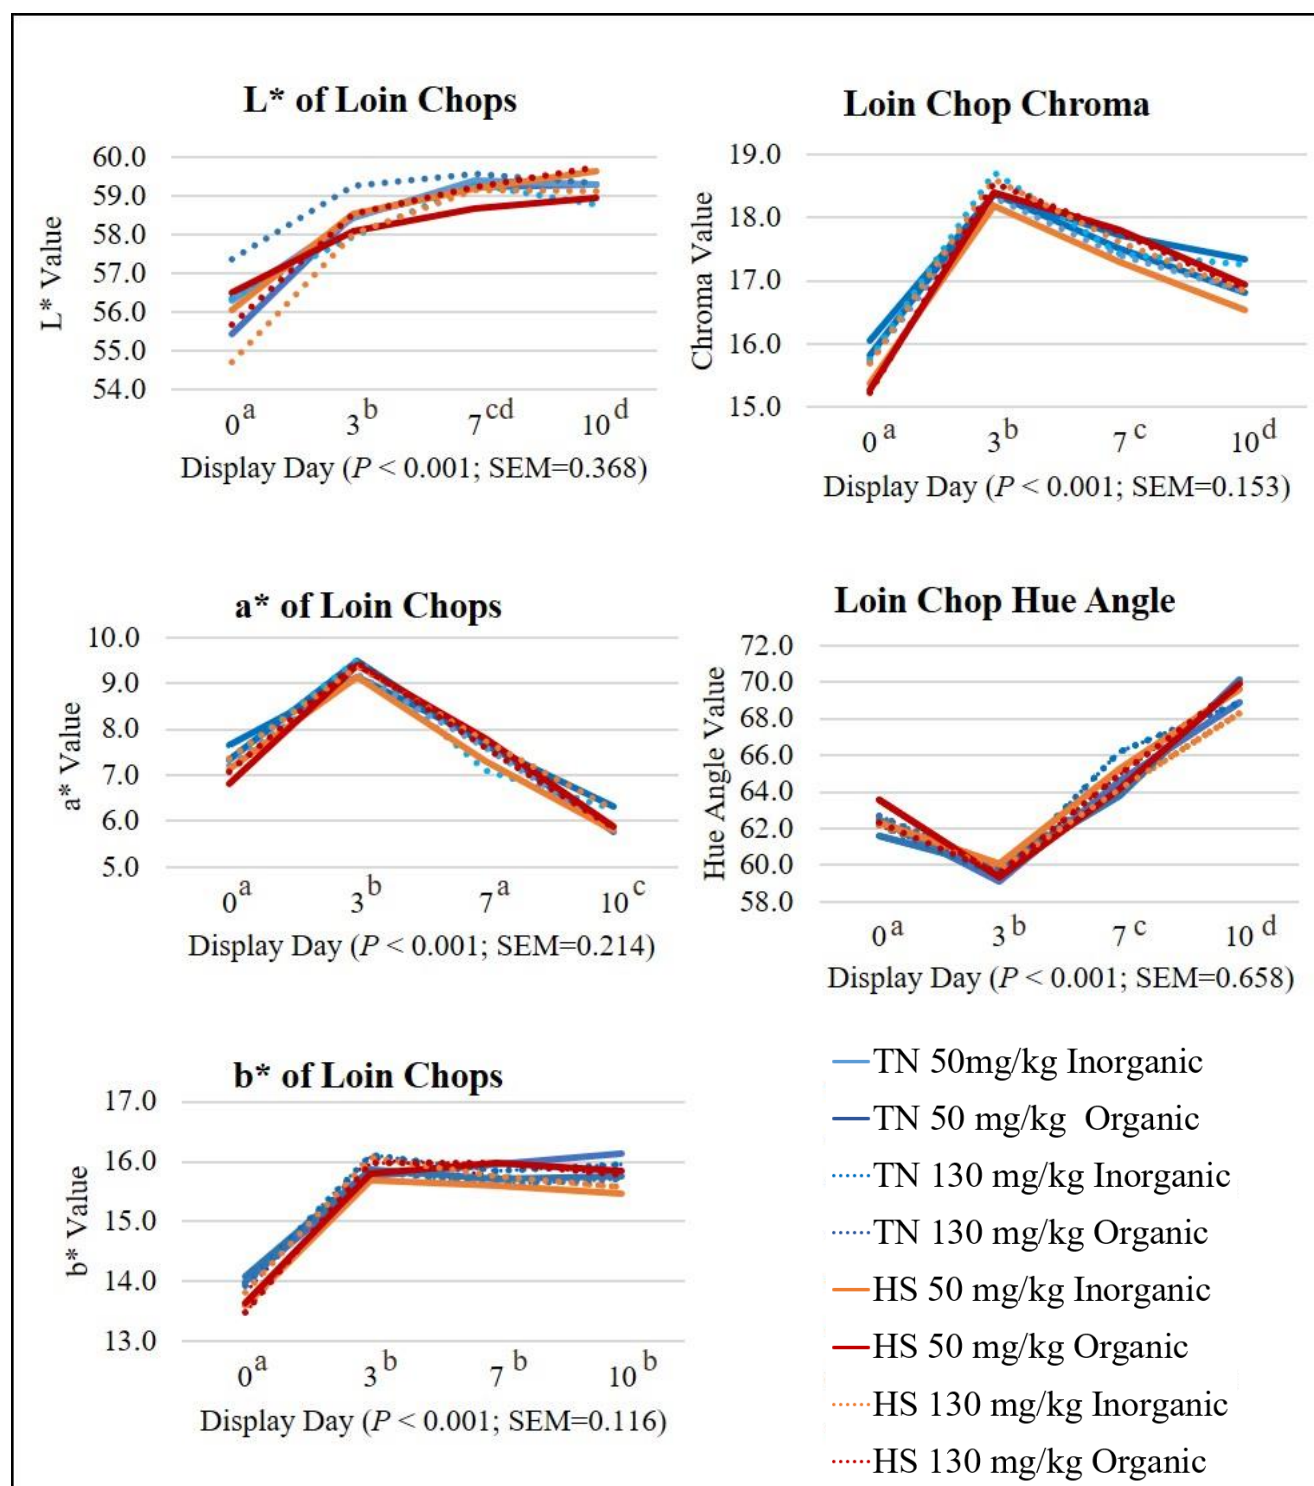 L* of Loin Chops
L* Value
60.0
59.0
58.0
57.0
56.0
55.0
54.0
0a 3b 7cd 10d
Display Day (P < 0.001; SEM=0.368)
Loin Chop Chroma
Chroma Value
19.0
18.0
17.0
16.0
15.0
0a 3b 7c 10d
Display Day (P < 0.001; SEM=0.153)
a* of Loin Chops
a* Value
10.0
9.0
8.0
7.0
6.0
5.0
0a 3b 7a 10c
Display Day (P < 0.001; SEM=0.214)
Loin Chop Hue Angle
Hue Angle Value
72.0
70.0
68.0
66.0
64.0
62.0
60.0
58.0
0a 3b 7c 10d
Display Day (P < 0.001; SEM=0.658)
b* of Loin Chops
b* Value
17.0
16.0
15.0
14.0
13.0
0a 3b 7b 10b
Display Day (P < 0.001; SEM=0.116)
TN 50mg/kg Inorganic
TN 50 mg/kg Organic
TN 130 mg/kg Inorganic
TN 130 mg/kg Organic
HS 50 mg/kg Inorganic
HS 50 mg/kg Organic
HS 130 mg/kg Inorganic
HS 130 mg/kg Organic